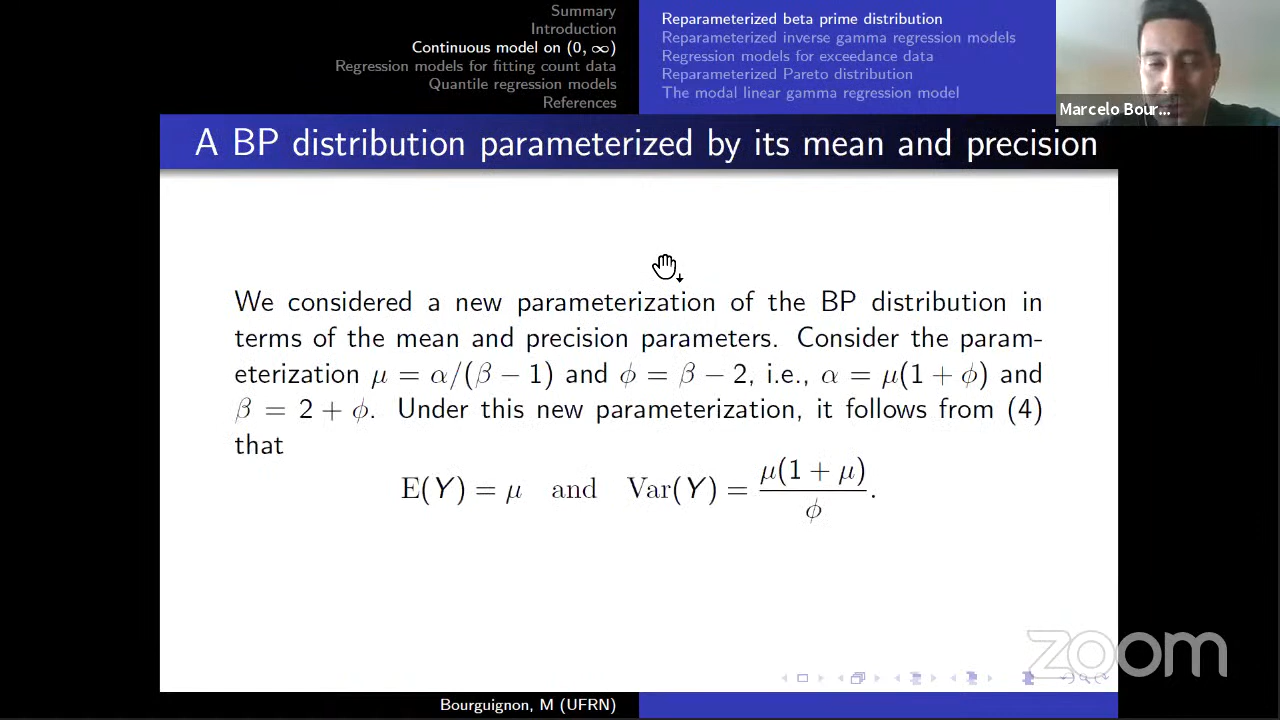 Summary
Introduction
Continuous model on (0, ∞)
Regression models for fitting count data
Quantile regression models
References
Reparameterized beta prime distribution
Reparameterized inverse gamma regression models
Regression models for exceedance data
Reparameterized Pareto distribution
The modal linear gamma regression model
Marcelo Bour...
A BP distribution parameterized by its mean and precision
We considered a new parameterization of the BP distribution in
terms of the mean and precision parameters. Consider the param-
eterization μ = α/(β − 1) and ϕ = β − 2, i.e., α = μ(1 + ϕ) and
β = 2 + ϕ. Under this new parameterization, it follows from (4)
that
E(Y) = μ and Var(Y) = μ(1 + μ)/ϕ.
zoom
Bourguignon, M (UFRN)